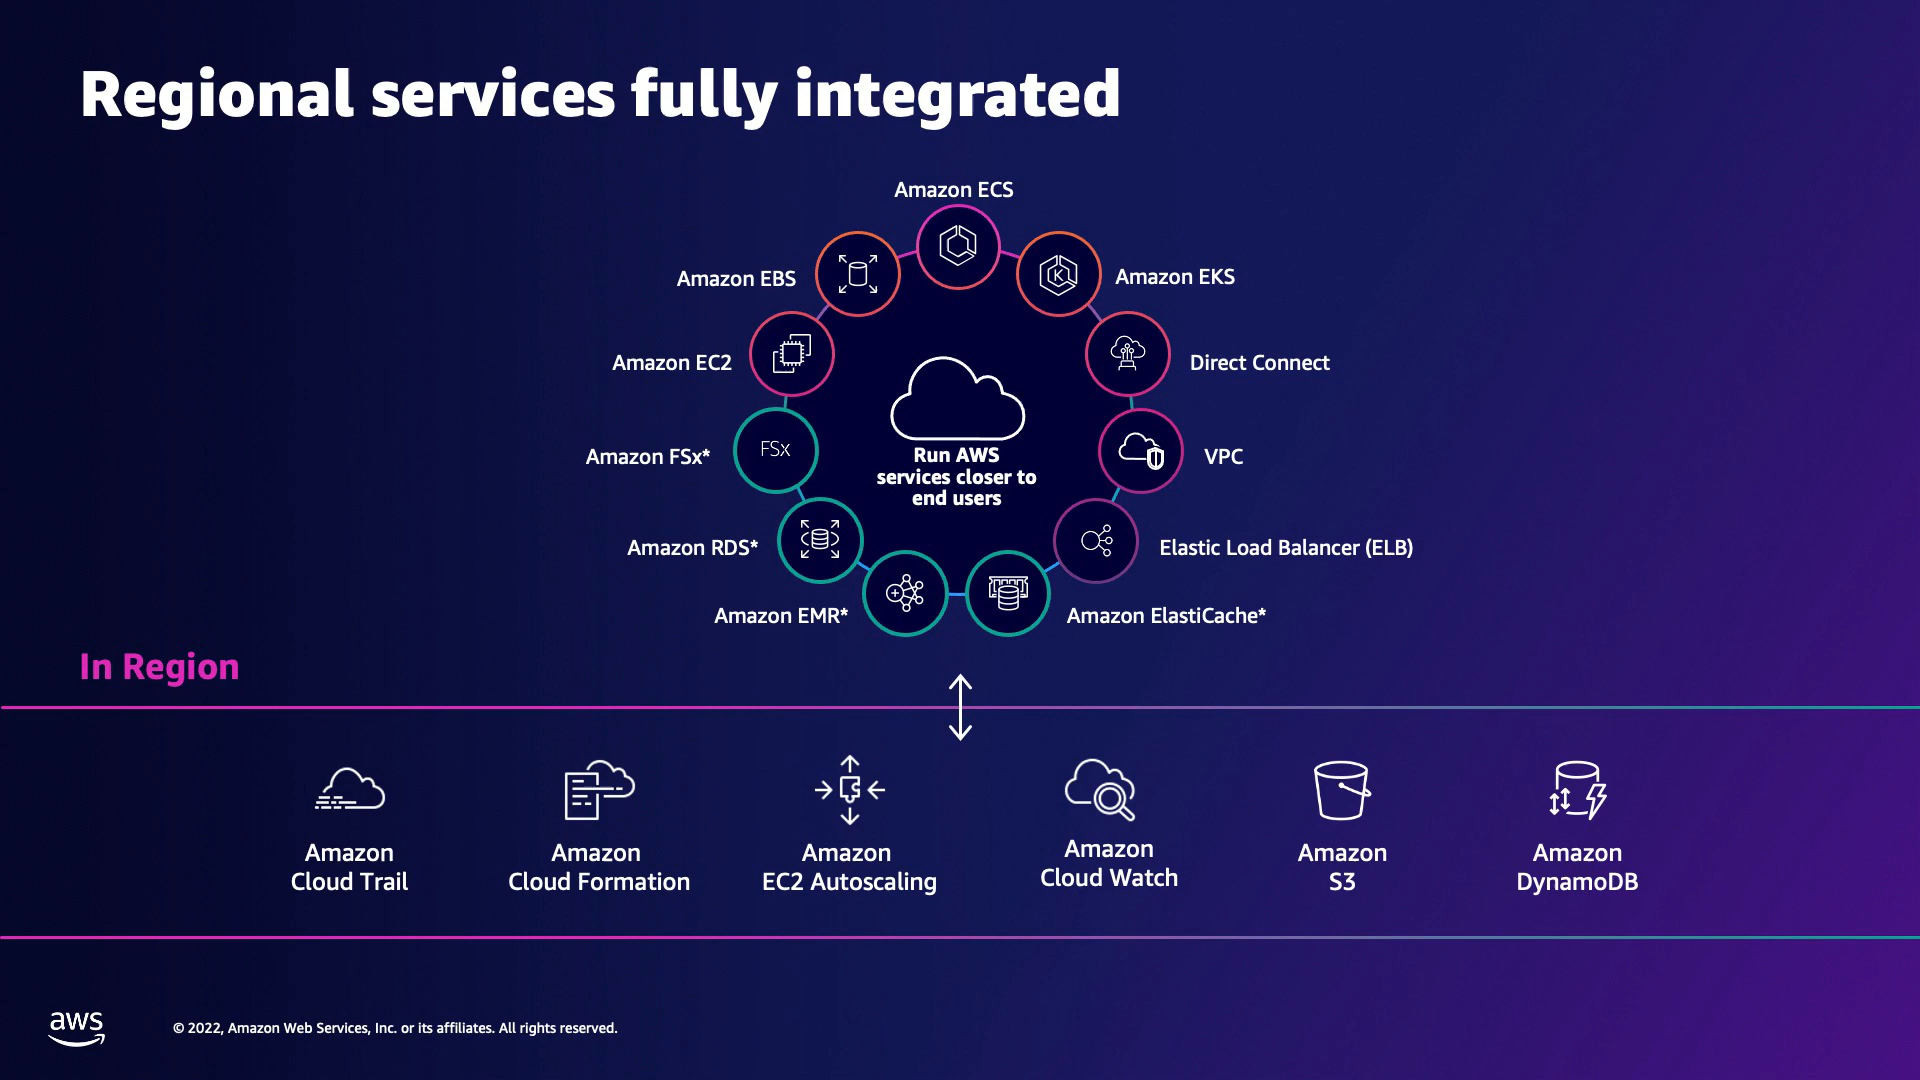 Regional services fully integrated
Amazon ECS
Amazon EBS
Amazon EKS
Amazon EC2
Direct Connect
Amazon FSx*
FSx
VPC
Run AWS
services closer to
end users
Amazon RDS*
Elastic Load Balancer (ELB)
Amazon EMR*
Amazon ElastiCache*
K
In Region
Amazon
Cloud Trail
Amazon
Cloud Formation
Amazon
EC2 Autoscaling
Amazon
Cloud Watch
Amazon
S3
Amazon
DynamoDB
aws
© 2022, Amazon Web Services, Inc. or its affiliates. All rights reserved.